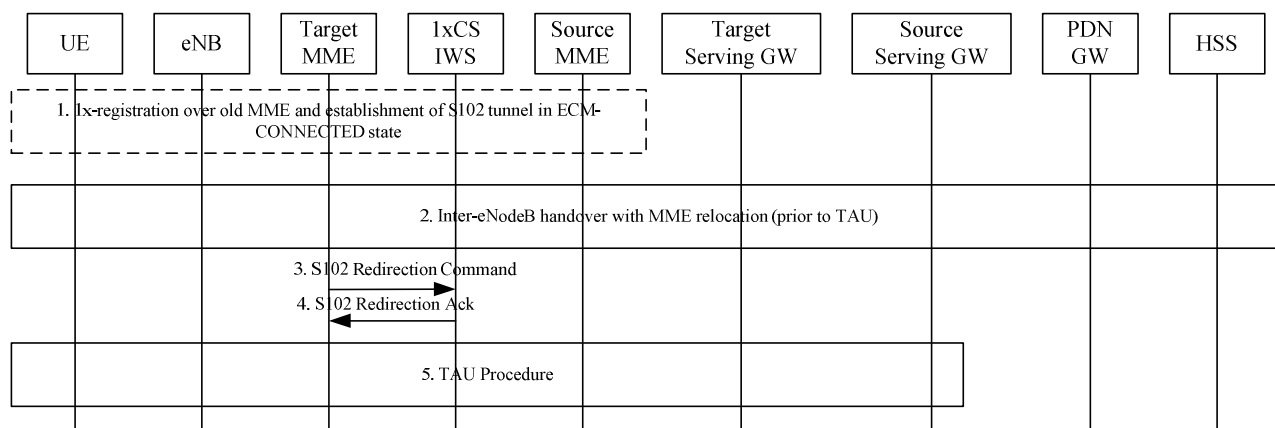 UE
eNB
Target
MME
1xCS
IWS
Source
MME
Target
Serving GW
Source
Serving GW
PDN
GW
HSS
1. 1x-registration over old MME and establishment of S102 tunnel in ECM-
CONNECTED state
2. Inter-eNodeB handover with MME relocation (prior to TAU)
3. S102 Redirection Command
4. S102 Redirection Ack
5. TAU Procedure